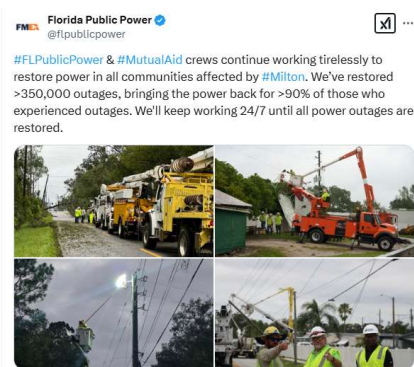 FMEA
Florida Public Power
@flpublicpower
#FLPublicPower & #MutualAid crews continue working tirelessly to
restore power in all communities affected by #Milton. We've restored
>350,000 outages, bringing the power back for >90% of those who
experienced outages. We'll keep working 24/7 until all power outages are
restored.